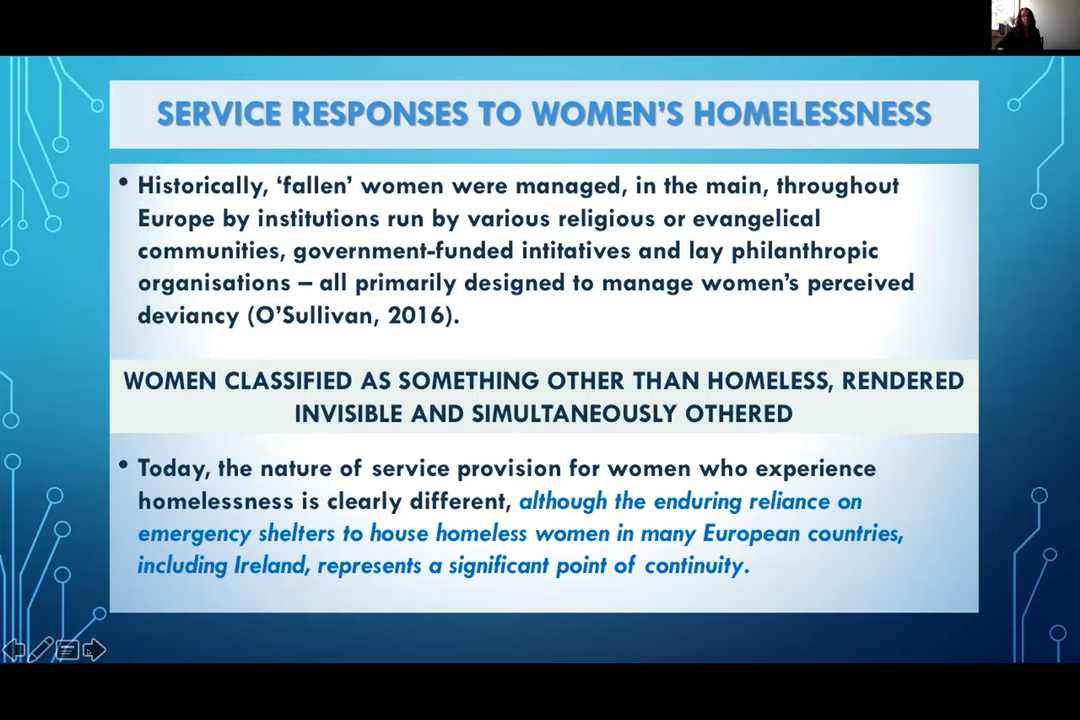 SERVICE RESPONSES TO WOMEN'S HOMELESSNESS
• Historically, ‘fallen’ women were managed, in the main, throughout
Europe by institutions run by various religious or evangelical
communities, government-funded intitatives and lay philanthropic
organisations – all primarily designed to manage women's perceived
deviancy (O'Sullivan, 2016).
WOMEN CLASSIFIED AS SOMETHING OTHER THAN HOMELESS, RENDERED
INVISIBLE AND SIMULTANEOUSLY OTHERED
• Today, the nature of service provision for women who experience
homelessness is clearly different, although the enduring reliance on
emergency shelters to house homeless women in many European countries,
including Ireland, represents a significant point of continuity.